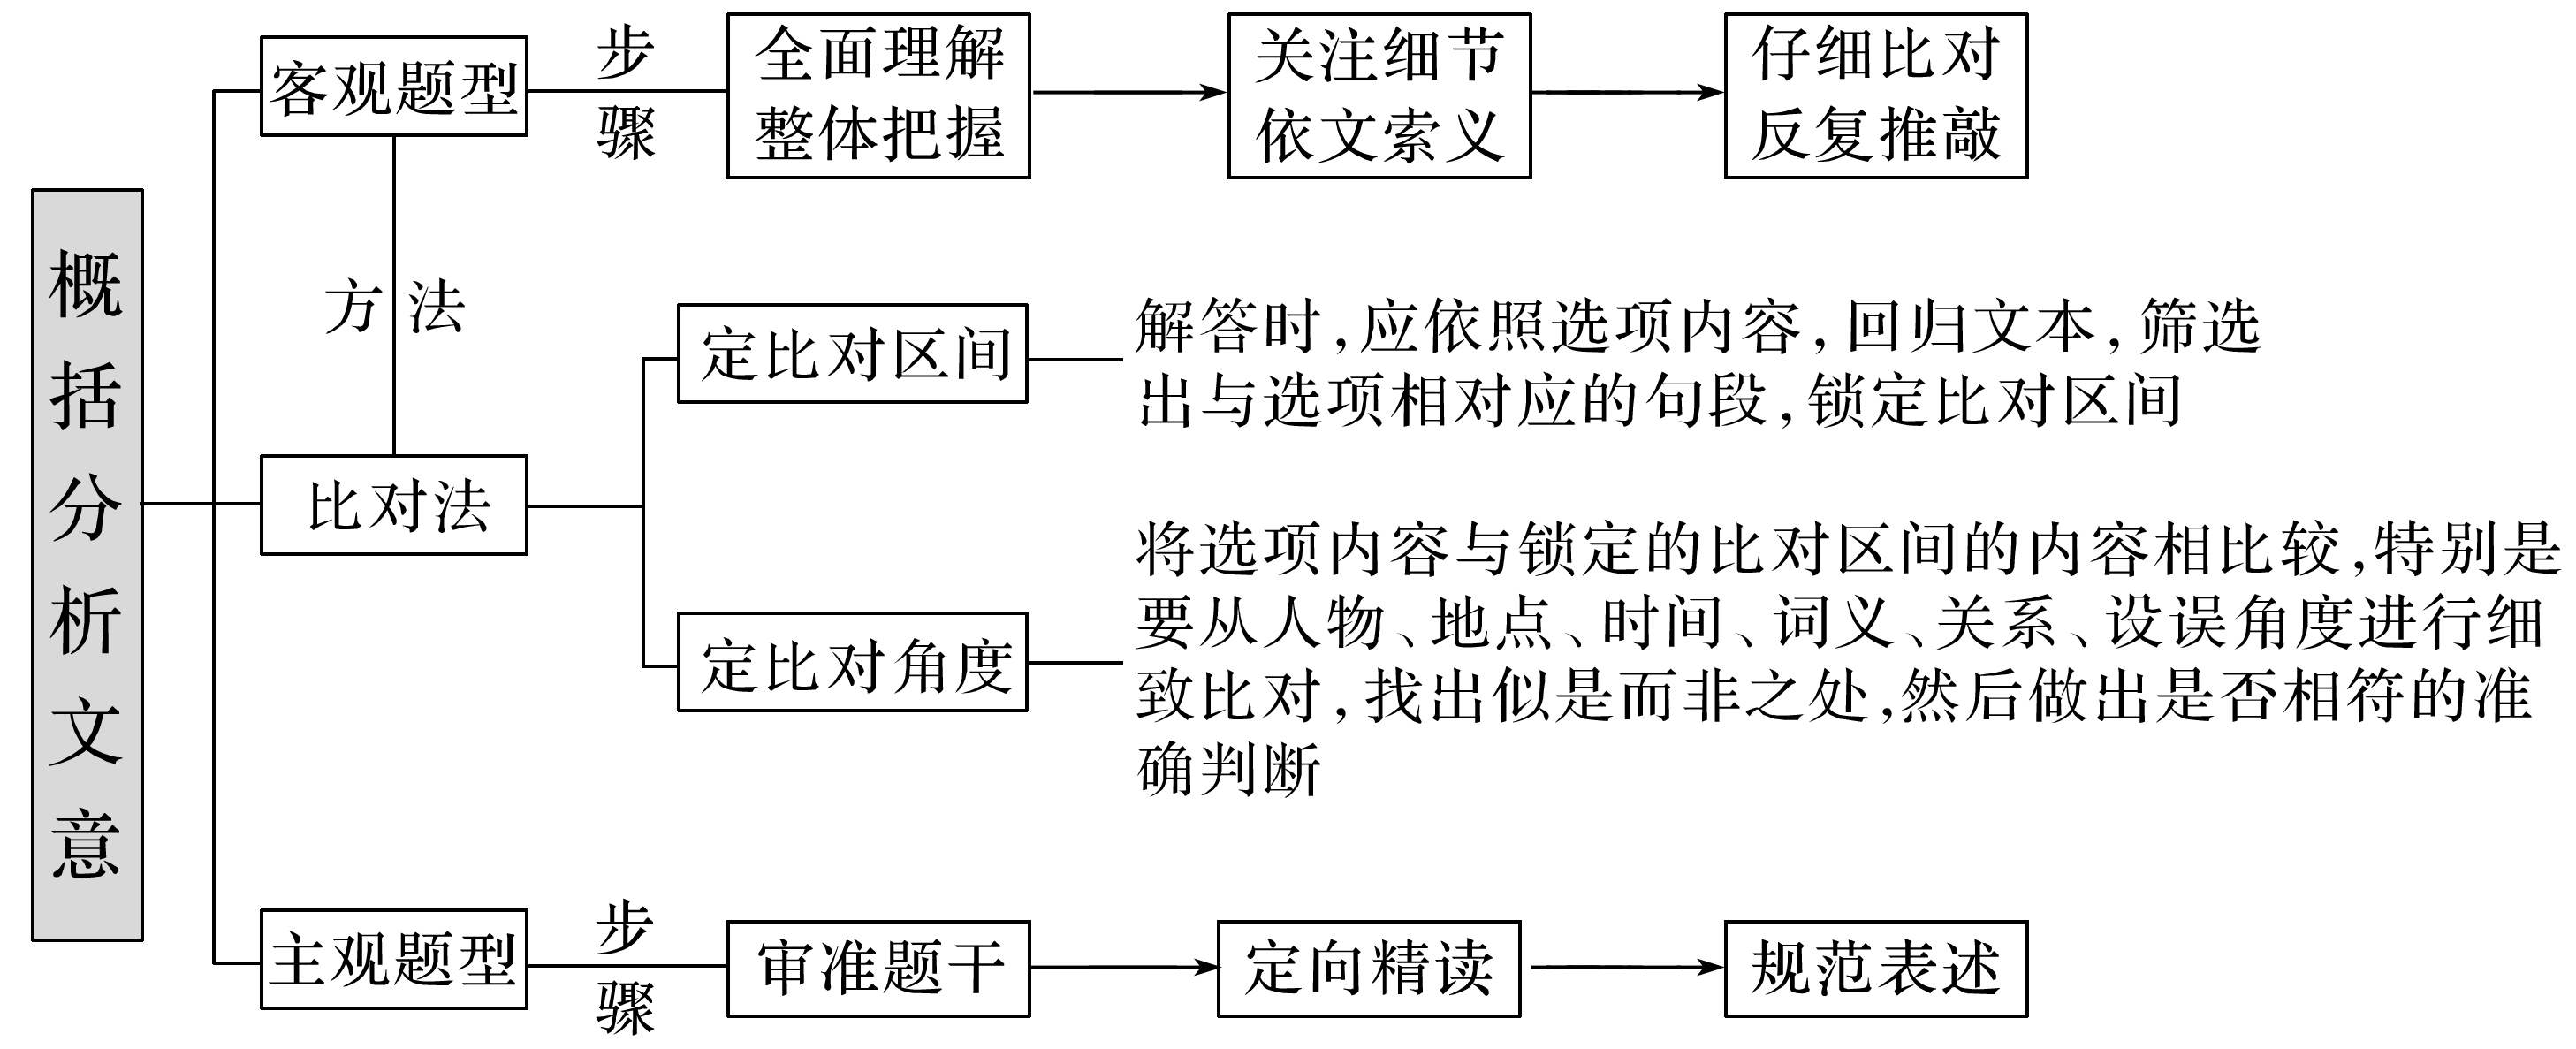 概括分析文意
客观题型
步骤
全面理解
整体把握
关注细节
依文索义
仔细比对
反复推敲
方法
比对法
定比对区间
解答时,应依照选项内容,回归文本,筛选
出与选项相对应的句段,锁定比对区间
定比对角度
将选项内容与锁定的比对区间的内容相比较,特别是
要从人物、地点、时间、词义、关系、设误角度进行细
致比对,找出似是而非之处,然后做出是否相符的准
确判断
主观题型
步骤
审准题干
定向精读
规范表述